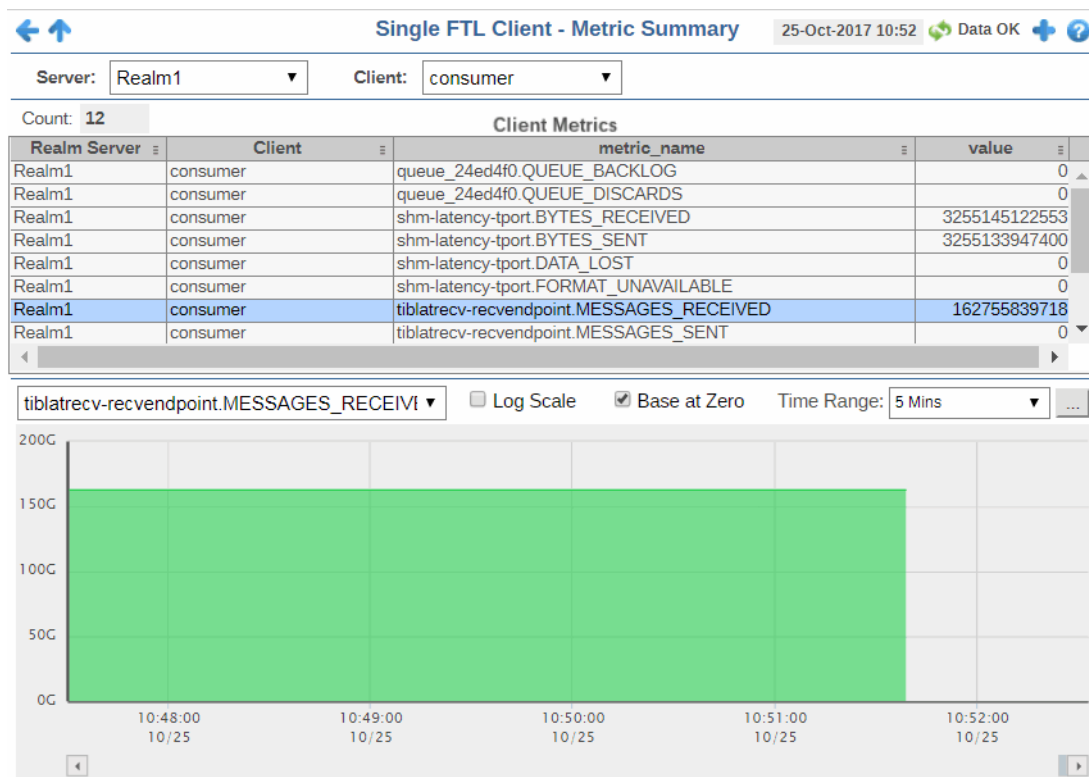 Single FTL Client - Metric Summary 25-Oct-2017 10:52 Data OK
Server: Realm1 Client: consumer
Count: 12
Client Metrics
Realm Server Client metric_name value
Realm1 consumer queue_24ed4f0.QUEUE_BACKLOG 0
Realm1 consumer queue_24ed4f0.QUEUE_DISCARDS 0
Realm1 consumer shm-latency-tport.BYTES_RECEIVED 3255145122553
Realm1 consumer shm-latency-tport.BYTES_SENT 3255133947400
Realm1 consumer shm-latency-tport.DATA_LOST 0
Realm1 consumer shm-latency-tport.FORMAT_UNAVAILABLE 0
Realm1 consumer tiblatrecv-recvendpoint.MESSAGES_RECEIVED 162755839718
Realm1 consumer tiblatrecv-recvendpoint.MESSAGES_SENT 0
tiblatrecv-recvendpoint.MESSAGES_RECEIVE Log Scale Base at Zero Time Range: 5 Mins ...
200G
150G
100G
50G
0G
10:48:00 10:49:00 10:50:00 10:51:00 10:52:00
10/25 10/25 10/25 10/25 10/25